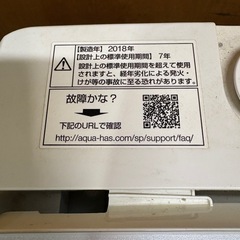 【製造年】2018年
【設計上の標準使用期間】7年
設計上の標準使用期間を超えて使用
されますと、経年劣化による発火・
けが等の事故に至る恐れがあります。
故障かな?
下記のURLで確認
http://aqua-has.com/sp/support/faq/